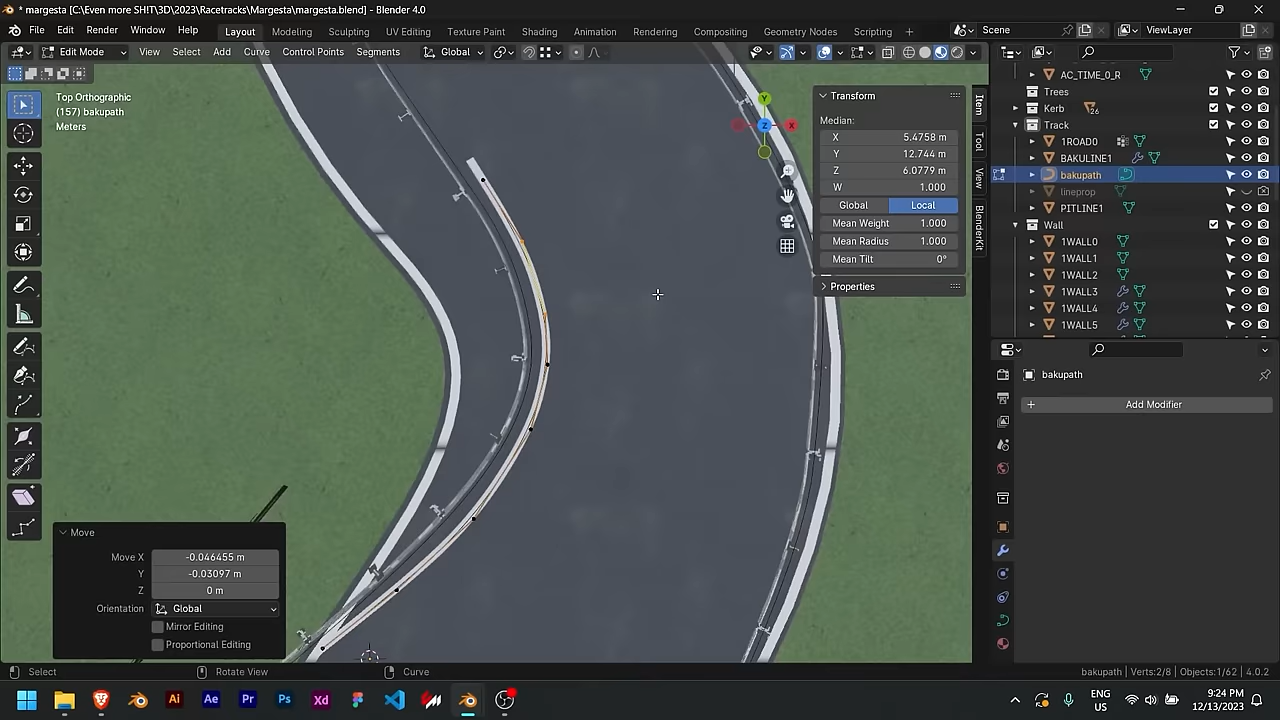 * margesta [C:\Even more SHIT\3D\2023\Racetracks\Margesta\margesta.blend] - Blender 4.0
File Edit Render Window Help Layout Modeling Sculpting UV Editing Texture Paint Shading Animation Rendering Compositing Geometry Nodes Scripting Scene ViewLayer
Edit Mode View Select Add Curve Control Points Segments Global
Top Orthographic
(157) bakupath
Meters
Transform
Median:
X 5.4758 m
Y 12.744 m
Z 6.0779 m
W 1.000
Global Local
Mean Weight 1.000
Mean Radius 1.000
Mean Tilt 0°
Properties
Item
Tool
View
BlenderKit
X
Y
Z
AC_TIME_0_R
Trees
Kerb 26
Track
1ROAD0
BAKULINE1
bakupath
lineprop
PITLINE1
Wall
1WALL0
1WALL1
1WALL2
1WALL3
1WALL4
1WALL5
bakupath
+ Add Modifier
Move
Move X -0.046455 m
Y -0.03097 m
Z 0 m
Orientation Global
Mirror Editing
Proportional Editing
Select Rotate View Curve bakupath | Verts:2/8 | Objects:1/62 | 4.0.2
Ai Ae Pr Ps Xd
ENG
US
9:24 PM
12/13/2023